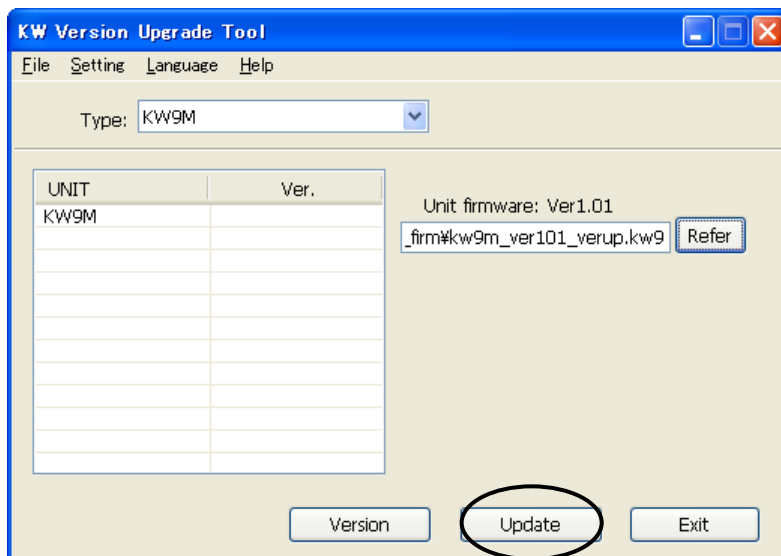 KW Version Upgrade Tool
File Setting Language Help
Type: KW9M
UNIT Ver.
KW9M
Unit firmware: Ver1.01
_firm¥kw9m_ver101_verup.kw9 Refer
Version Update Exit